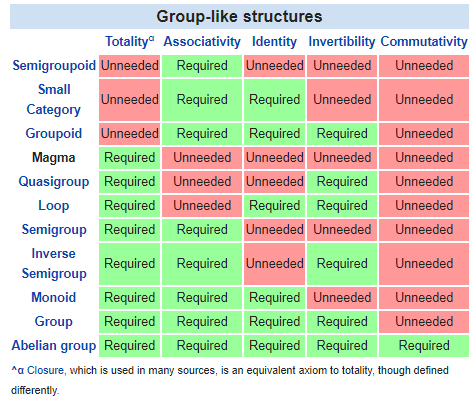 Group-like structures
Totalityα Associativity Identity Invertibility Commutativity
Semigroupoid Unneeded Required Unneeded Unneeded Unneeded
Small
Category Unneeded Required Required Unneeded Unneeded
Groupoid Unneeded Required Required Required Unneeded
Magma Required Unneeded Unneeded Unneeded Unneeded
Quasigroup Required Unneeded Unneeded Required Unneeded
Loop Required Unneeded Required Required Unneeded
Semigroup Required Required Unneeded Unneeded Unneeded
Inverse
Semigroup Required Required Unneeded Required Unneeded
Monoid Required Required Required Unneeded Unneeded
Group Required Required Required Required Unneeded
Abelian group Required Required Required Required Required
^α Closure, which is used in many sources, is an equivalent axiom to totality, though defined
differently.